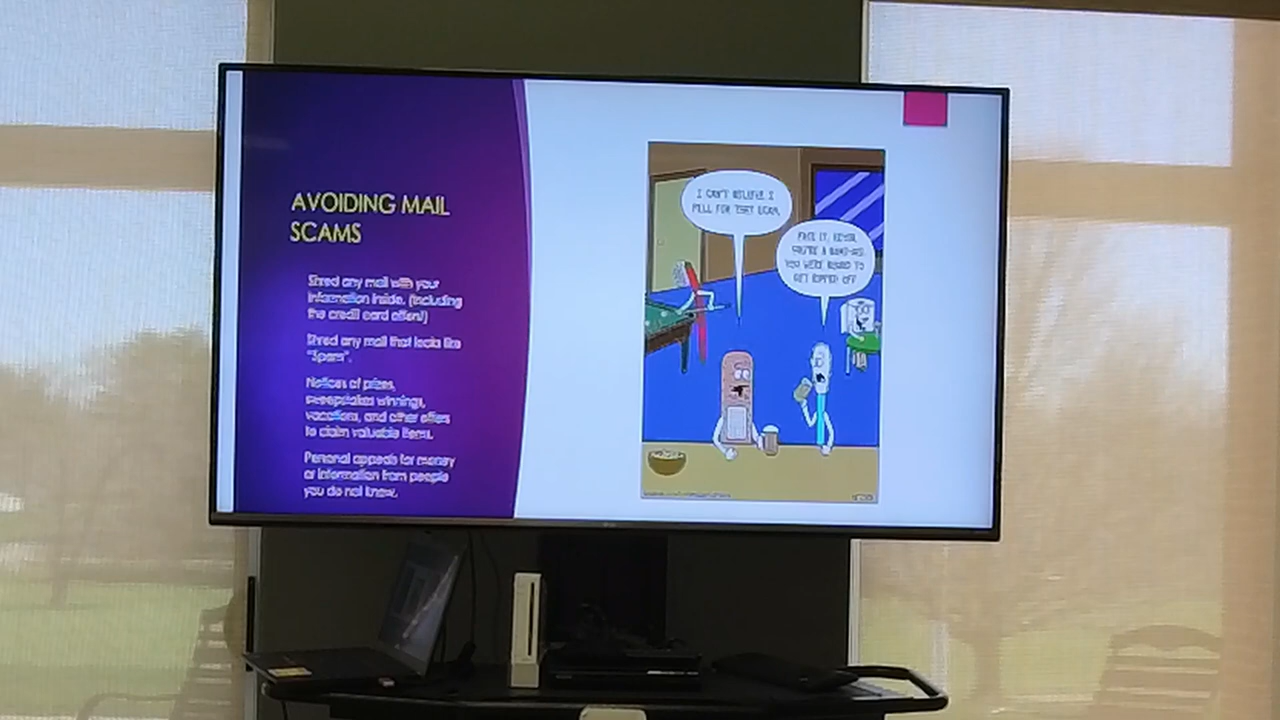 AVOIDING MAIL
SCAMS
Shred any mail with your
information inside. (Including
the credit card offers!)
Shred any mail that looks like
"Spam".
Notices of prizes,
sweepstakes winnings,
vacations, and other offers
to claim valuable items.
Personal appeals for money
or information from people
you do not know.
I CAN'T BELIEVE I
FELL FOR THAT SCAM.
FACE IT, KEVIN,
YOU'RE A BAND-AID.
YOU WERE BOUND TO
GET RIPPED OFF
LG